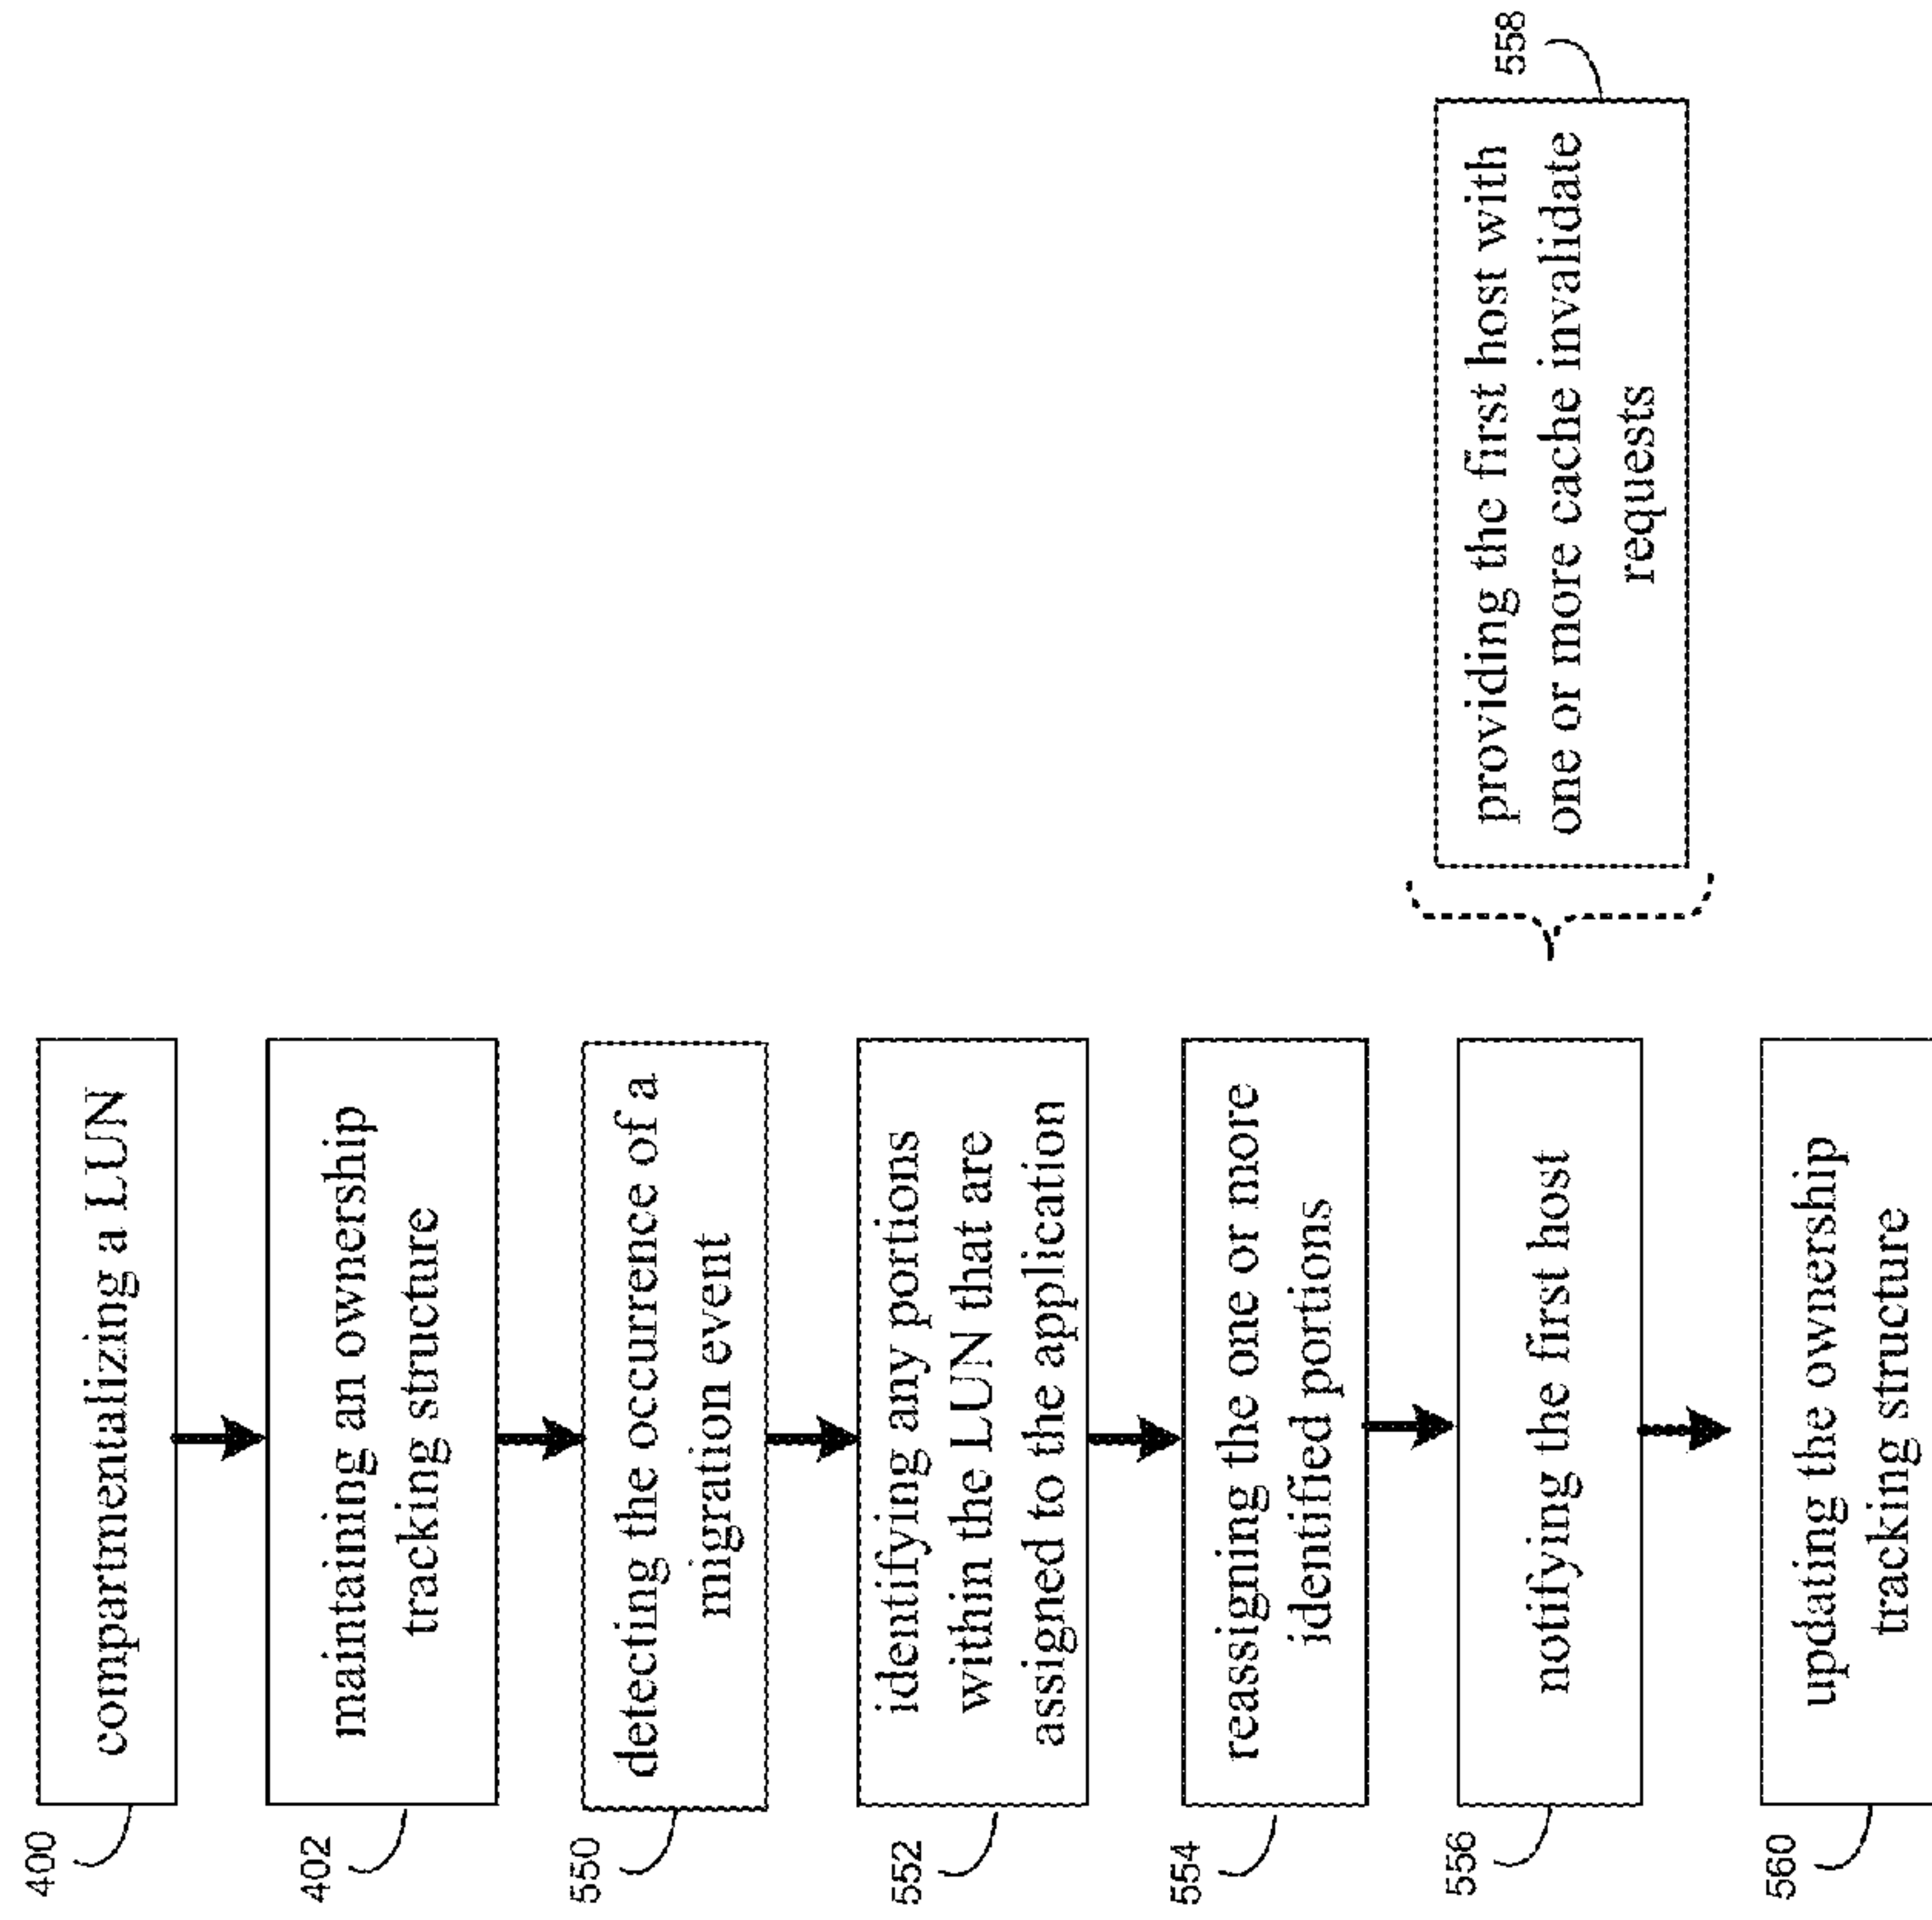 400
compartmentalizing a LUN
402
maintaining an ownership
tracking structure
550
detecting the occurrence of a
migration event
552
identifying any portions
within the LUN that are
assigned to the application
554
reassigning the one or more
identified portions
556
notifying the first host
558
providing the first host with
one or more cache invalidate
requests
560
updating the ownership
tracking structure